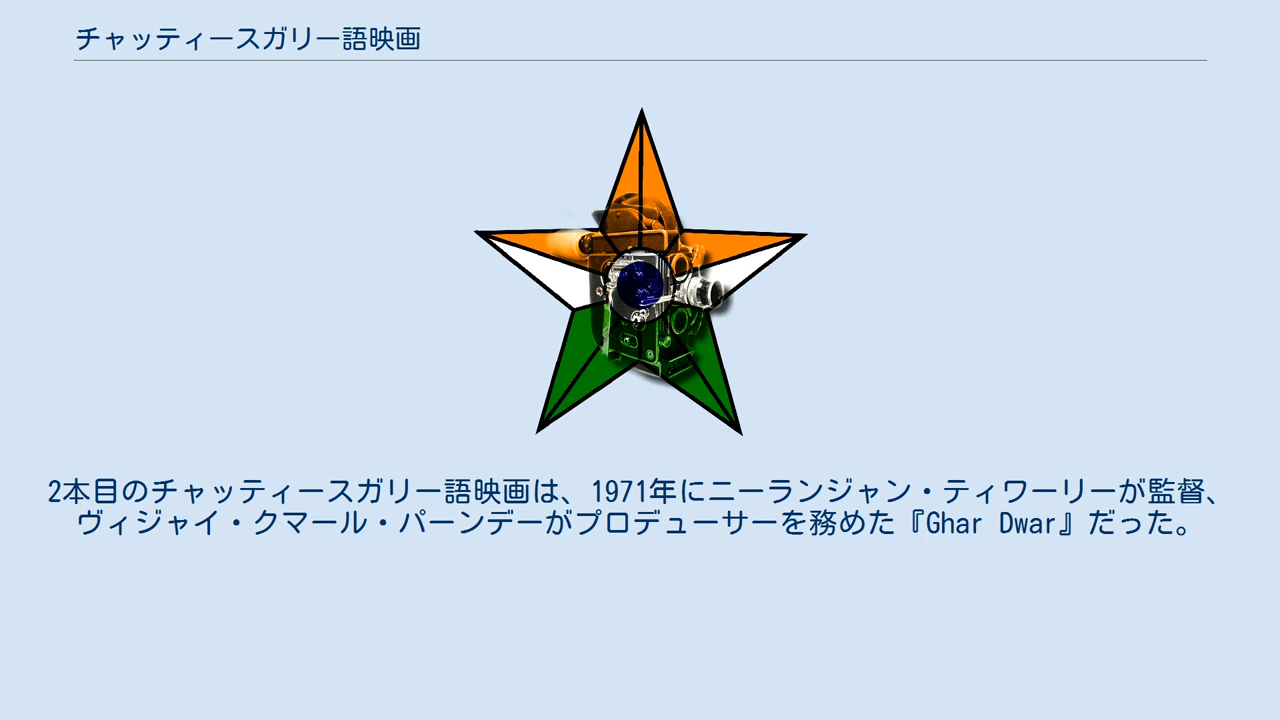 チャッティースガリー語映画
2本目のチャッティースガリー語映画は、1971年にニーランジャン・ティワーリーが監督、
ヴィジャイ・クマール・パーンデーがプロデューサーを務めた『Ghar Dwar』だった。